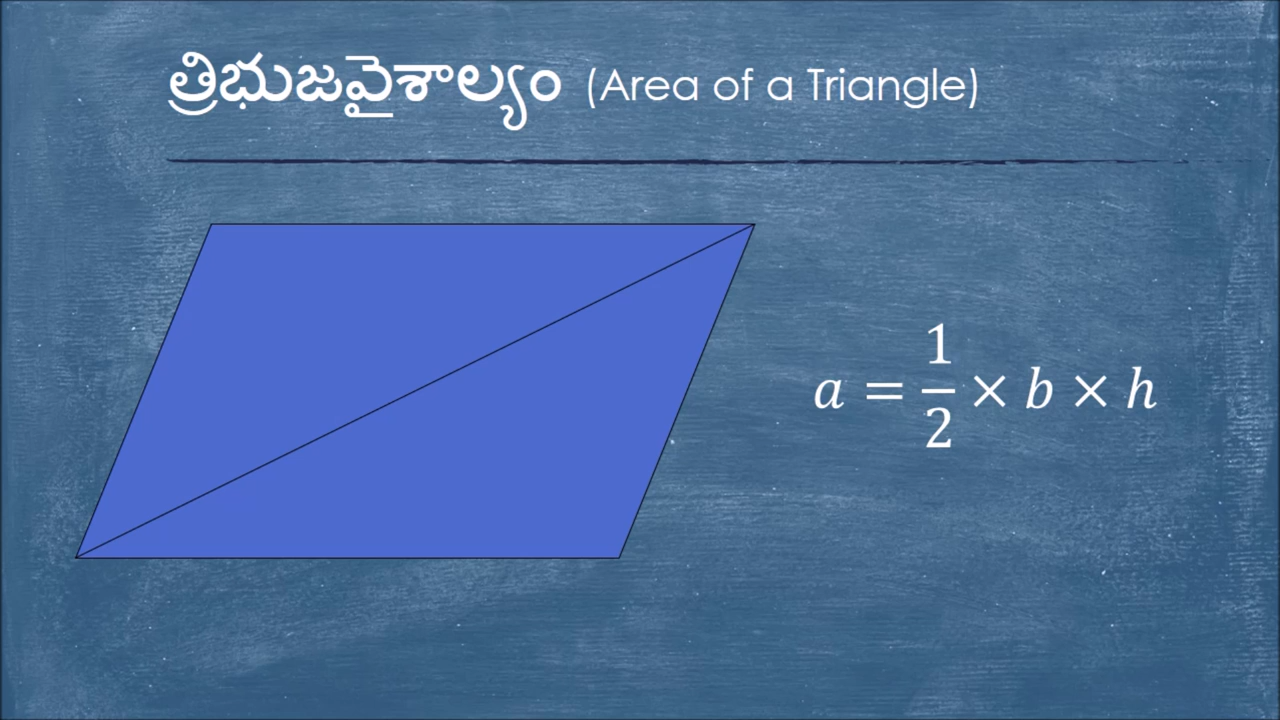 త్రిభుజవైశాల్యం (Area of a Triangle)
a = 1/2 × b × h